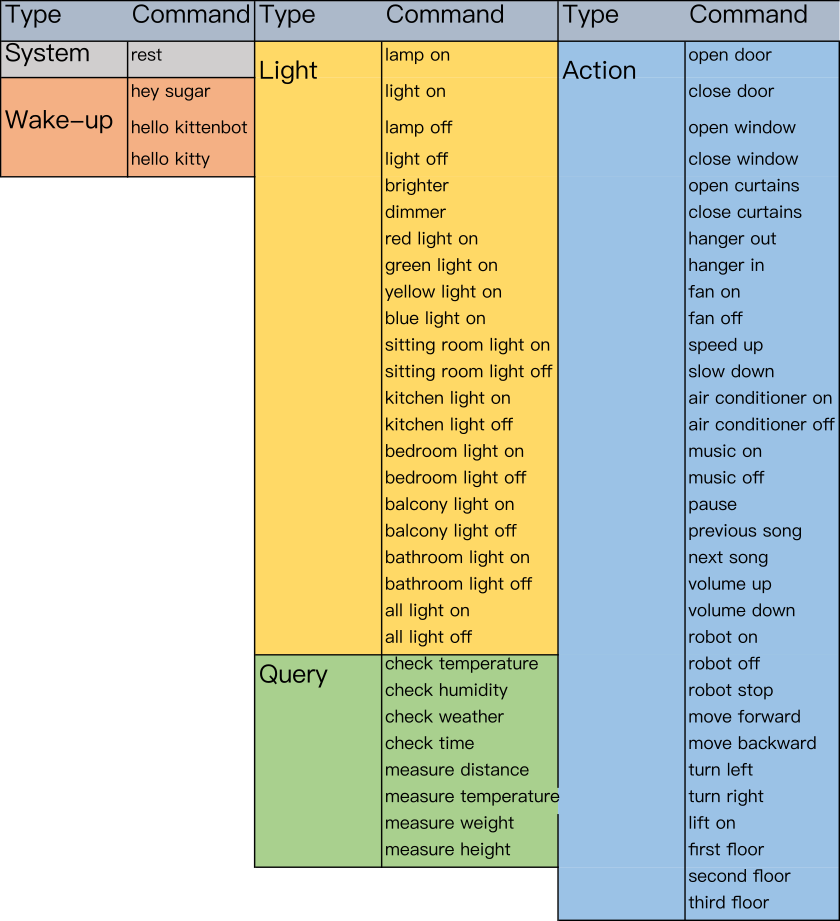 Type Command Type Command Type Command
System rest
Wake-up hey sugar
hello kittenbot
hello kitty
Light lamp on
light on
lamp off
light off
brighter
dimmer
red light on
green light on
yellow light on
blue light on
sitting room light on
sitting room light off
kitchen light on
kitchen light off
bedroom light on
bedroom light off
balcony light on
balcony light off
bathroom light on
bathroom light off
all light on
all light off
Query check temperature
check humidity
check weather
check time
measure distance
measure temperature
measure weight
measure height
Action open door
close door
open window
close window
open curtains
close curtains
hanger out
hanger in
fan on
fan off
speed up
slow down
air conditioner on
air conditioner off
music on
music off
pause
previous song
next song
volume up
volume down
robot on
robot off
robot stop
move forward
move backward
turn left
turn right
lift on
first floor
second floor
third floor